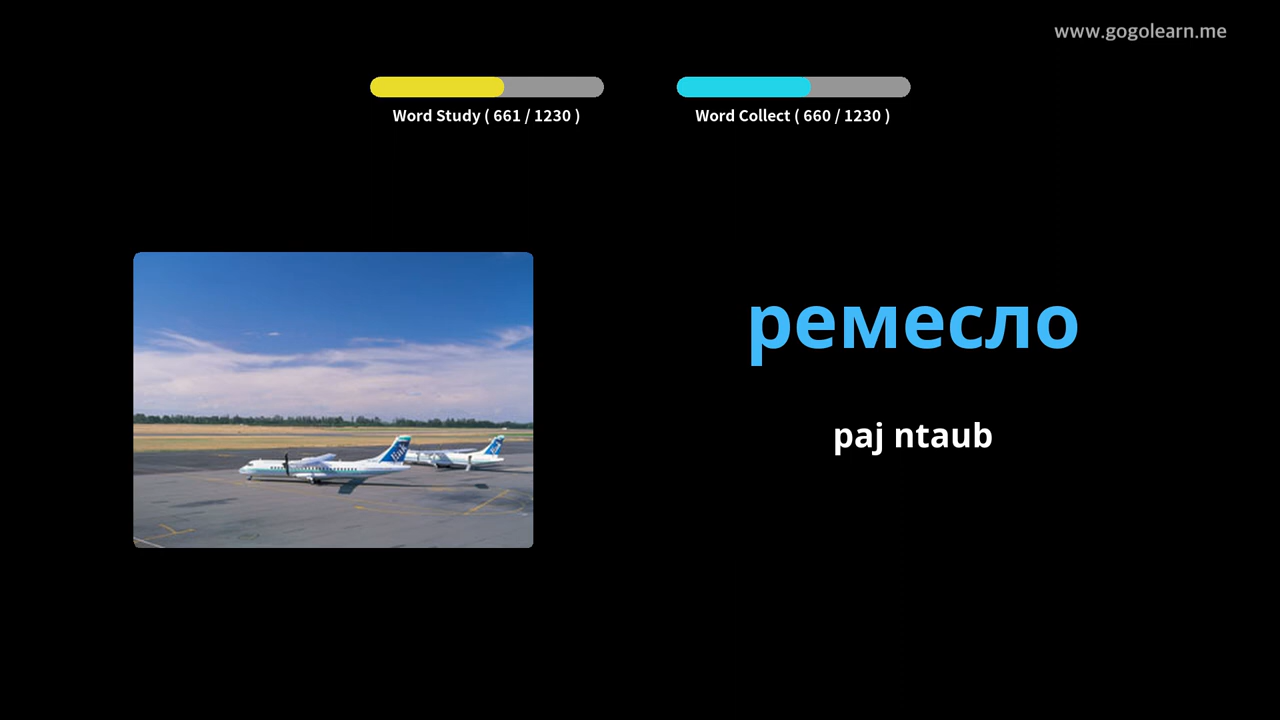 www.gogolearn.me
Word Study ( 661 / 1230 )
Word Collect ( 660 / 1230 )
ремесло
paj ntaub